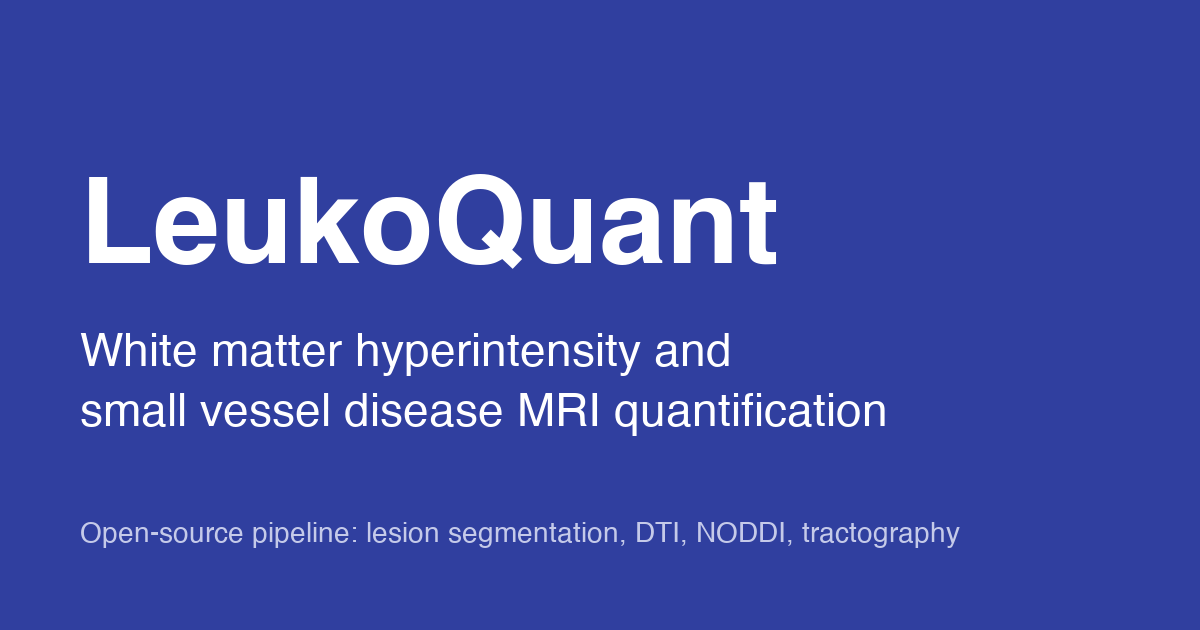 LeukoQuant
White matter hyperintensity and
small vessel disease MRI quantification
Open-source pipeline: lesion segmentation, DTI, NODDI, tractography